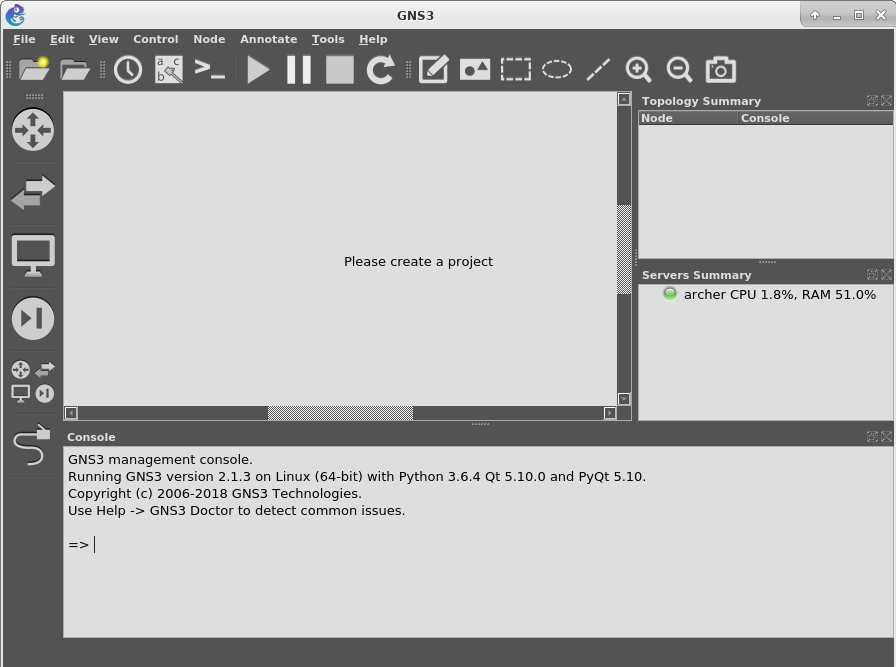 GNS3
File Edit View Control Node Annotate Tools Help
a c
b
Topology Summary
Node Console
Please create a project
Servers Summary
archer CPU 1.8%, RAM 51.0%
Console
GNS3 management console.
Running GNS3 version 2.1.3 on Linux (64-bit) with Python 3.6.4 Qt 5.10.0 and PyQt 5.10.
Copyright (c) 2006-2018 GNS3 Technologies.
Use Help -> GNS3 Doctor to detect common issues.
=>